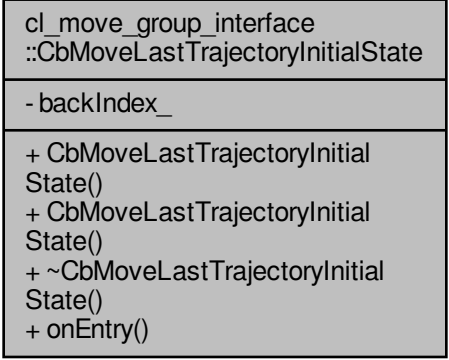 cl_move_group_interface
::CbMoveLastTrajectoryInitialState
- backIndex_
+ CbMoveLastTrajectoryInitial
State()
+ CbMoveLastTrajectoryInitial
State()
+ ~CbMoveLastTrajectoryInitial
State()
+ onEntry()